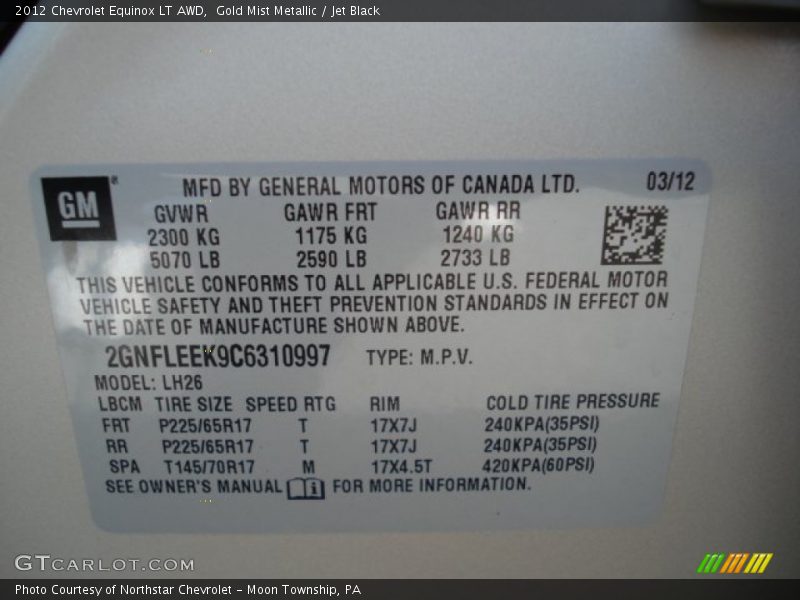 2012 Chevrolet Equinox LT AWD,  Gold Mist Metallic / Jet Black
GM®
MFD BY GENERAL MOTORS OF CANADA LTD. 03/12
GVWR GAWR FRT GAWR RR
2300 KG 1175 KG 1240 KG
5070 LB 2590 LB 2733 LB
THIS VEHICLE CONFORMS TO ALL APPLICABLE U.S. FEDERAL MOTOR
VEHICLE SAFETY AND THEFT PREVENTION STANDARDS IN EFFECT ON
THE DATE OF MANUFACTURE SHOWN ABOVE.
2GNFLEEK9C6310997 TYPE: M.P.V.
MODEL: LH26
LBCM TIRE SIZE SPEED RTG RIM COLD TIRE PRESSURE
FRT P225/65R17 T 17X7J 240KPA(35PSI)
RR P225/65R17 T 17X7J 240KPA(35PSI)
SPA T145/70R17 M 17X4.5T 420KPA(60PSI)
SEE OWNER'S MANUAL i FOR MORE INFORMATION.
GTCARLOT.COM
Photo Courtesy of Northstar Chevrolet – Moon Township, PA